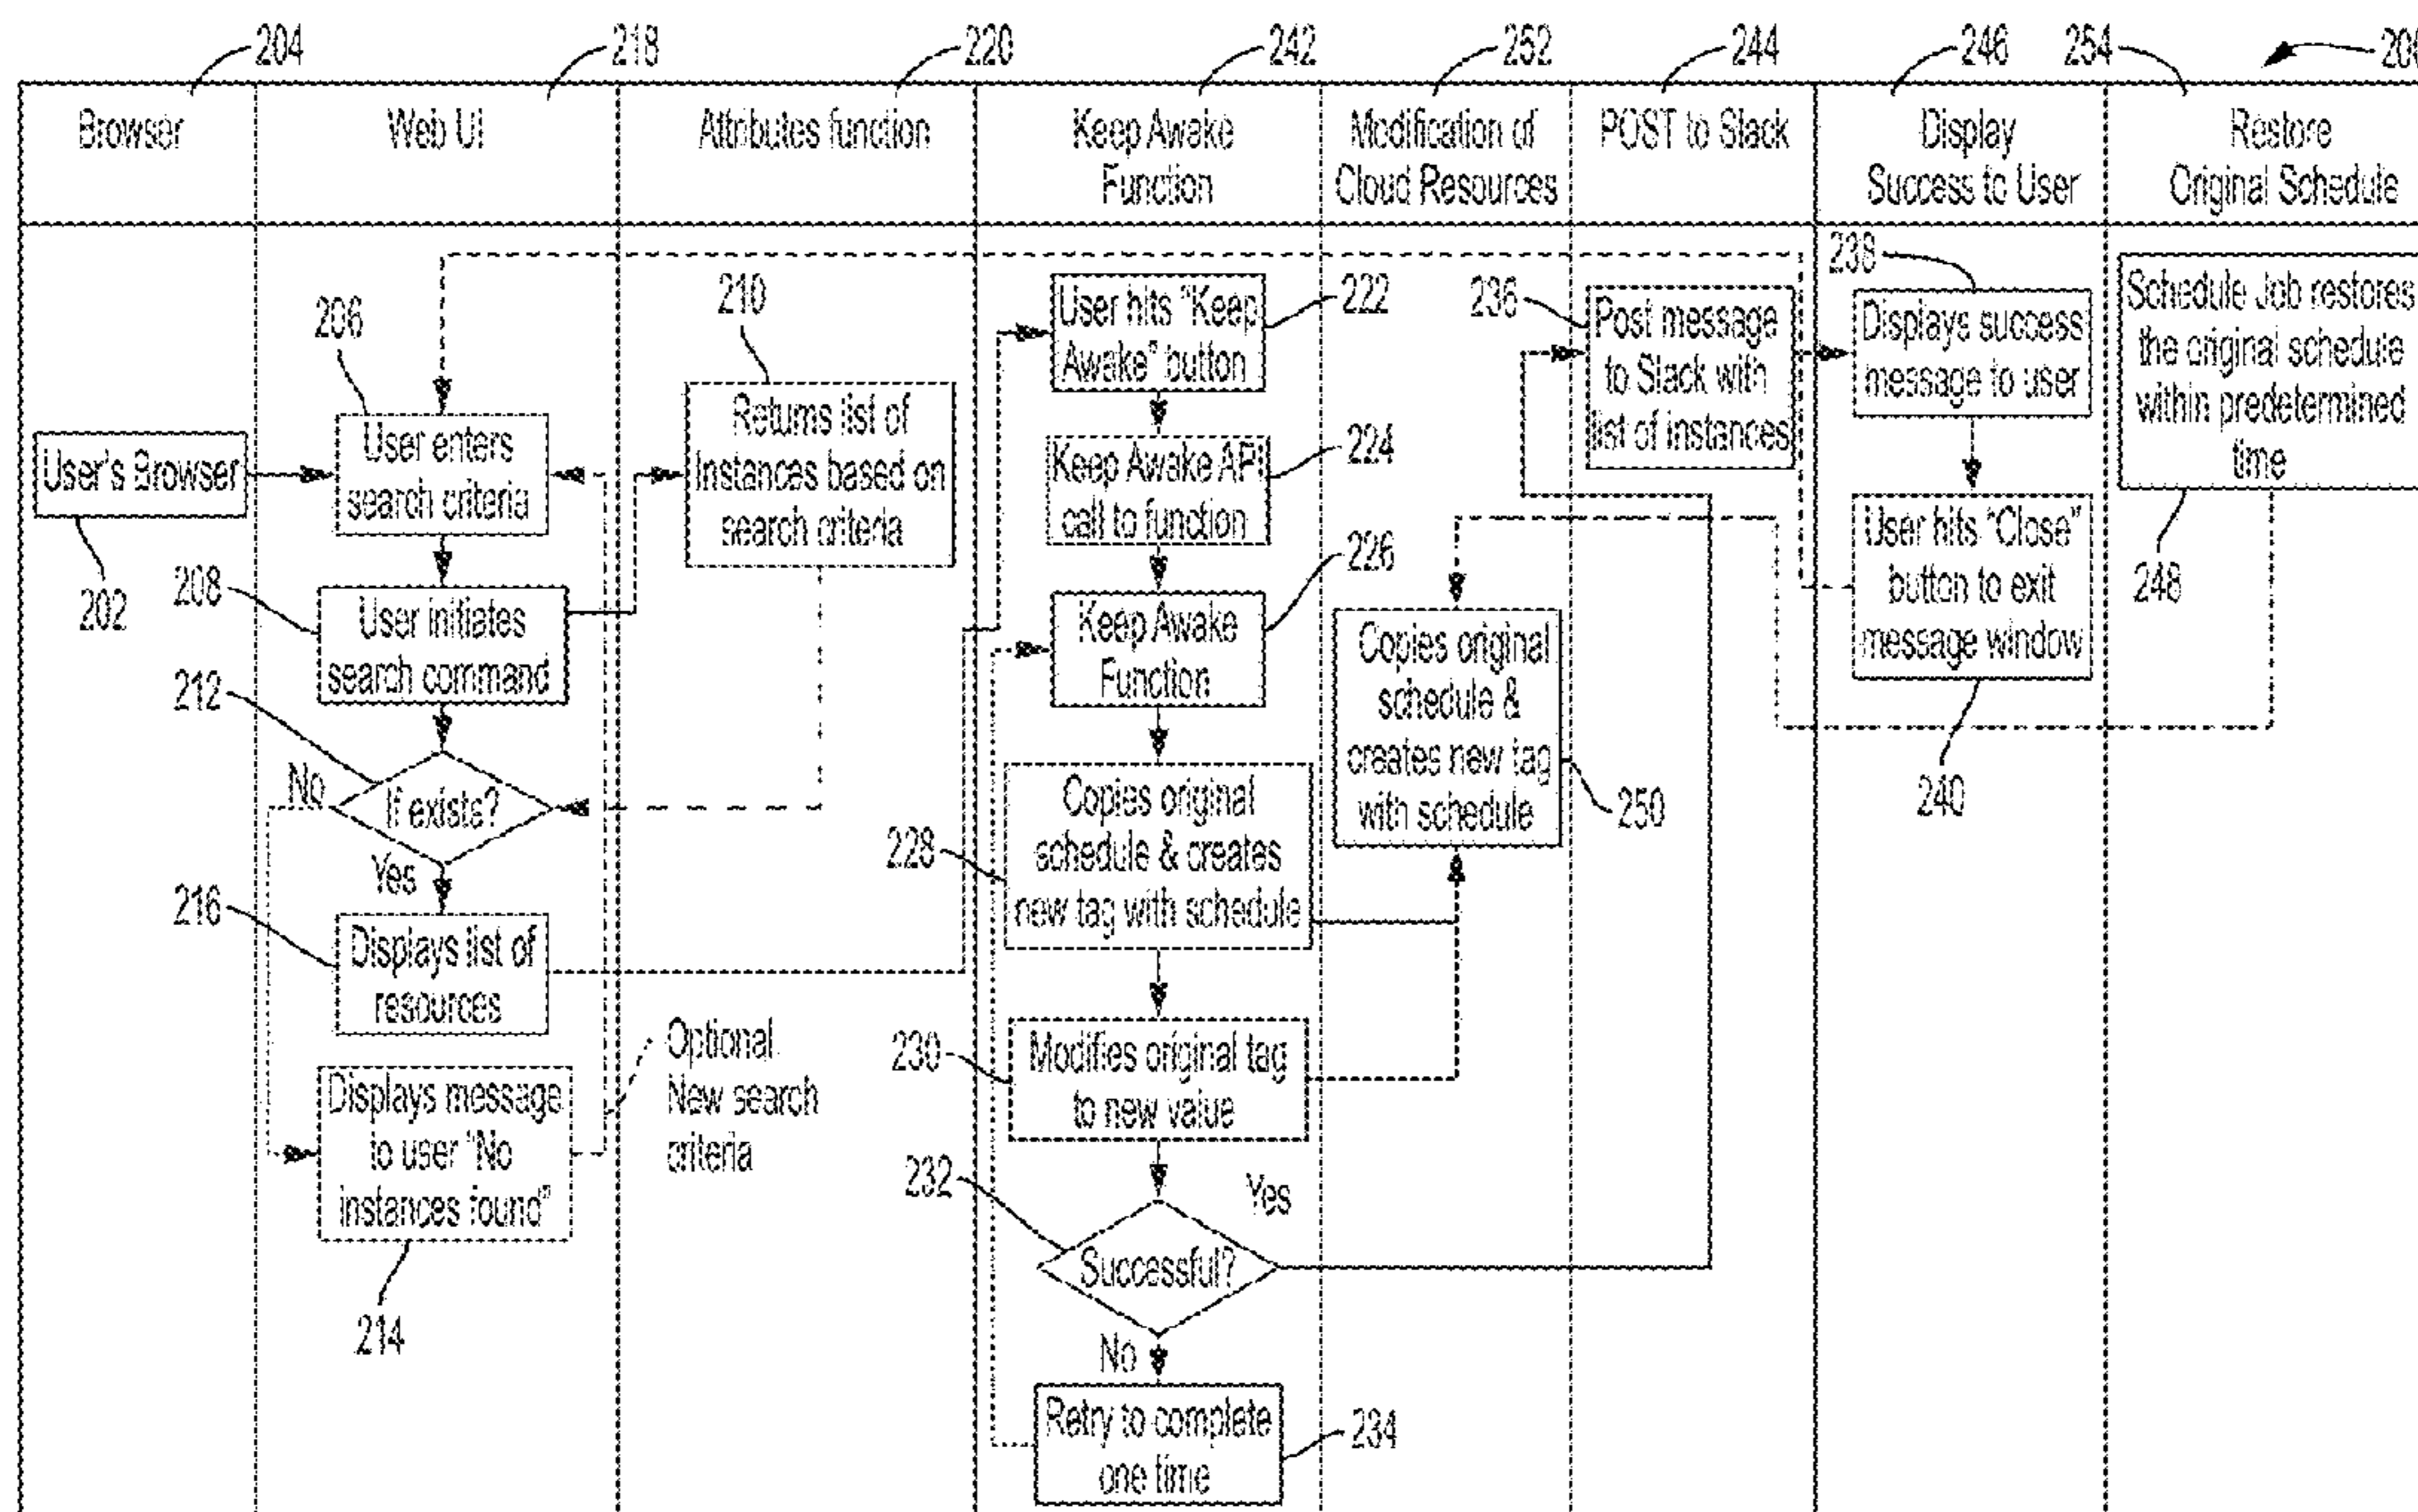 204
218
220
242
252
244
246
254
200
Browser
Web UI
Attributes function
Keep Awake
Function
Modification of
Cloud Resources
POST to Slack
Display
Success to User
Restore
Original Schedule
User's Browser
202
206
User enters
search criteria
208
User initiates
search command
212
If exists?
No
Yes
216
Displays list of
resources
Displays message
to user "No
instances found"
214
Optional
New search
criteria
210
Returns list of
Instances based on
search criteria
User hits "Keep
Awake" button
222
Keep Awake API
call to function
224
Keep Awake
Function
226
228
Copies original
schedule & creates
new tag with schedule
230
Modifies original tag
to new value
232
Successful?
Yes
No
Retry to complete
one time
234
Copies original
schedule &
creates new tag
with schedule
250
236
Post message
to Slack with
list of instances
238
Displays success
message to user
User hits "Close"
button to exit
message window
240
Schedule Job restores
the original schedule
within predetermined
time
248